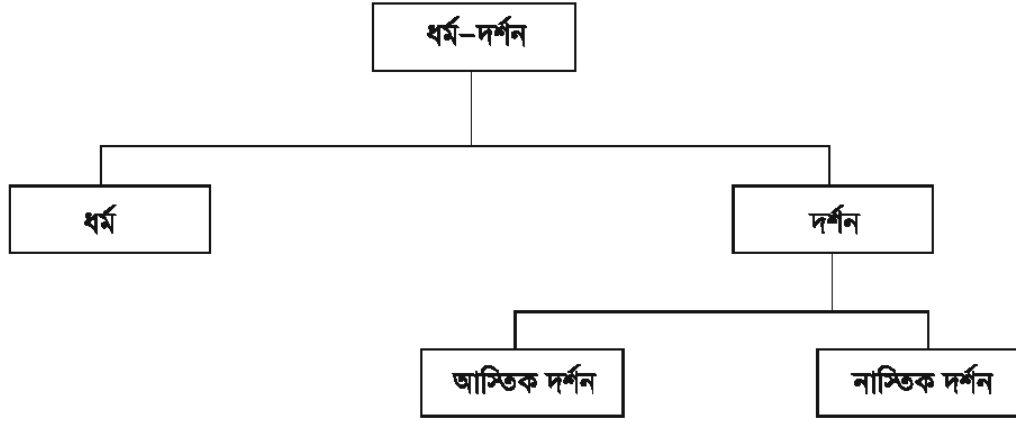 ধর্ম–দর্শন
ধর্ম
দর্শন
আস্তিক দর্শন
নাস্তিক দর্শন